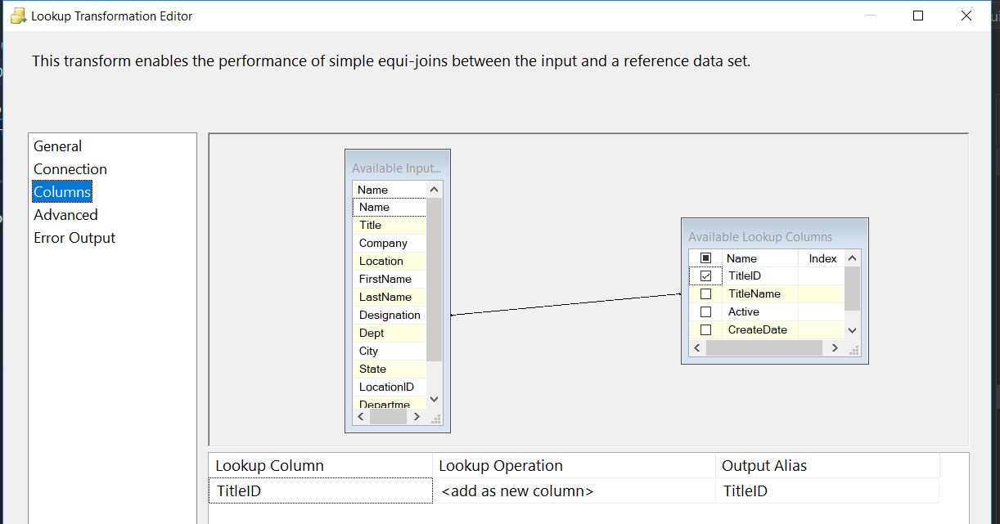 Lookup Transformation Editor
This transform enables the performance of simple equi-joins between the input and a reference data set.
General
Connection
Columns
Advanced
Error Output
Available Input...
Name
Name
Title
Company
Location
FirstName
LastName
Designation
Dept
City
State
LocationID
Departme
Available Lookup Columns
Name Index
TitleID
TitleName
Active
CreateDate
Lookup Column Lookup Operation Output Alias
TitleID <add as new column> TitleID